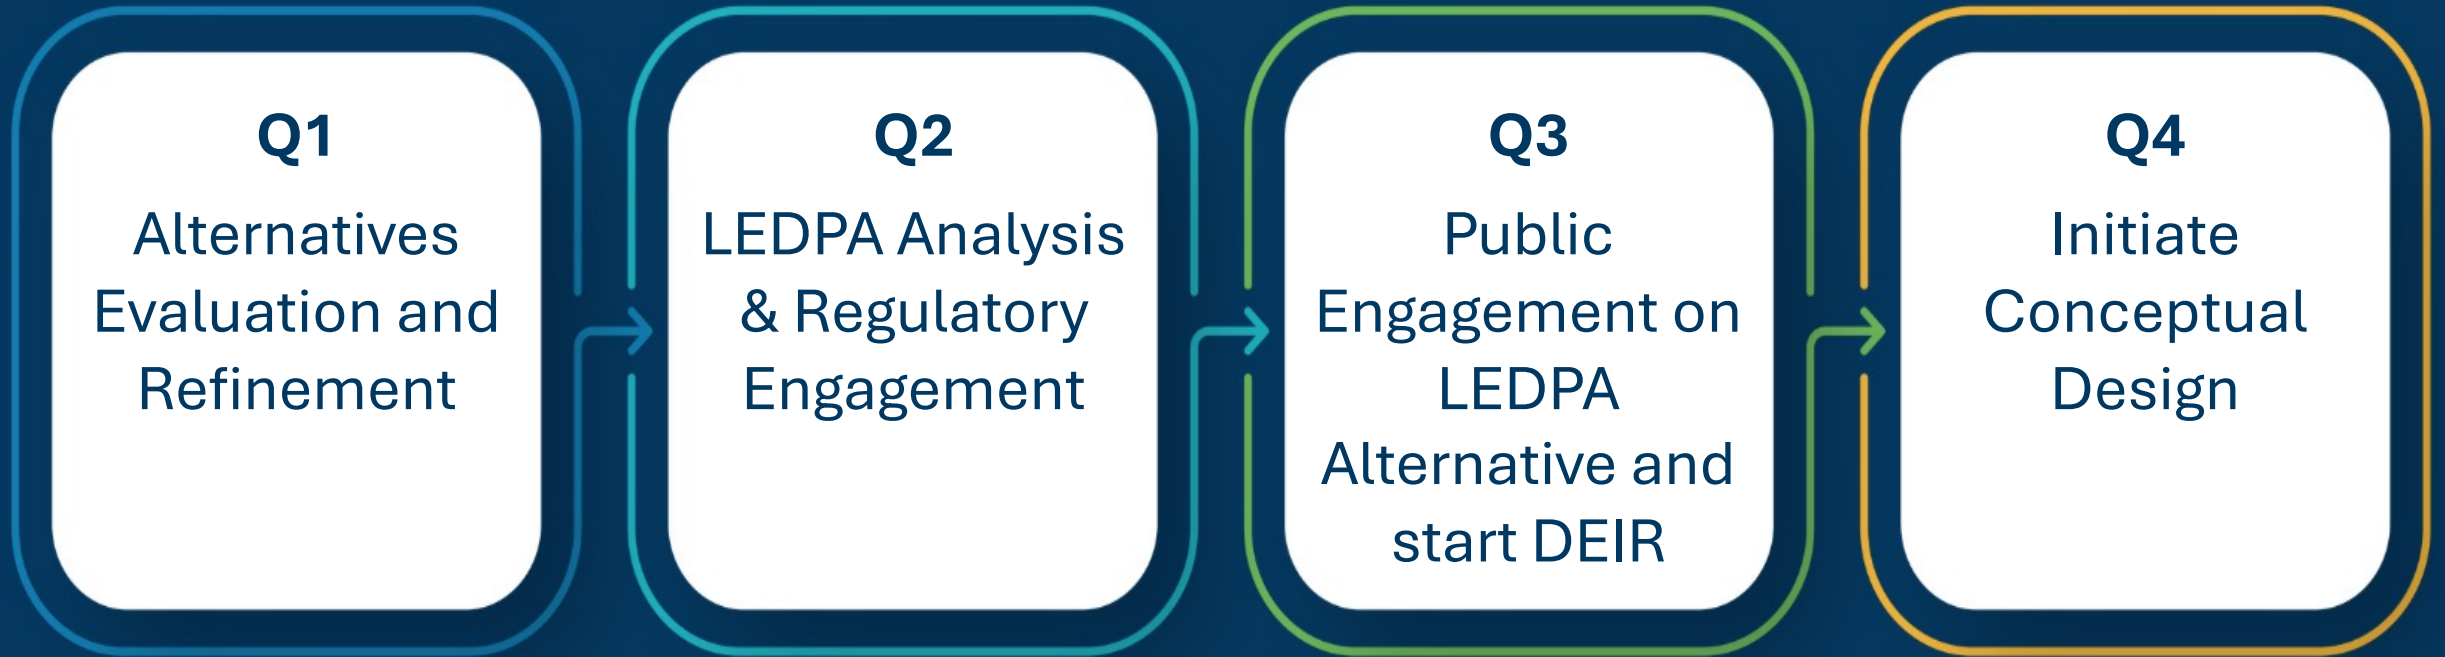 Q1
Alternatives
Evaluation and
Refinement
Q2
LEDPA Analysis
& Regulatory
Engagement
Q3
Public
Engagement on
LEDPA
Alternative and
start DEIR
Q4
Initiate
Conceptual
Design